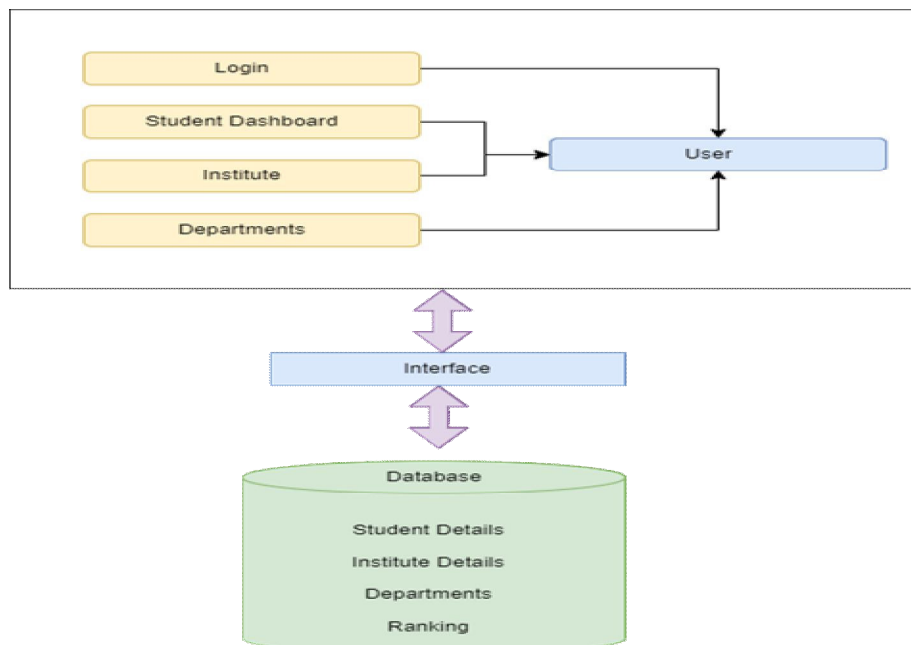 Login
Student Dashboard
User
Institute
Departments
Interface
Database
Student Details
Institute Details
Departments
Ranking